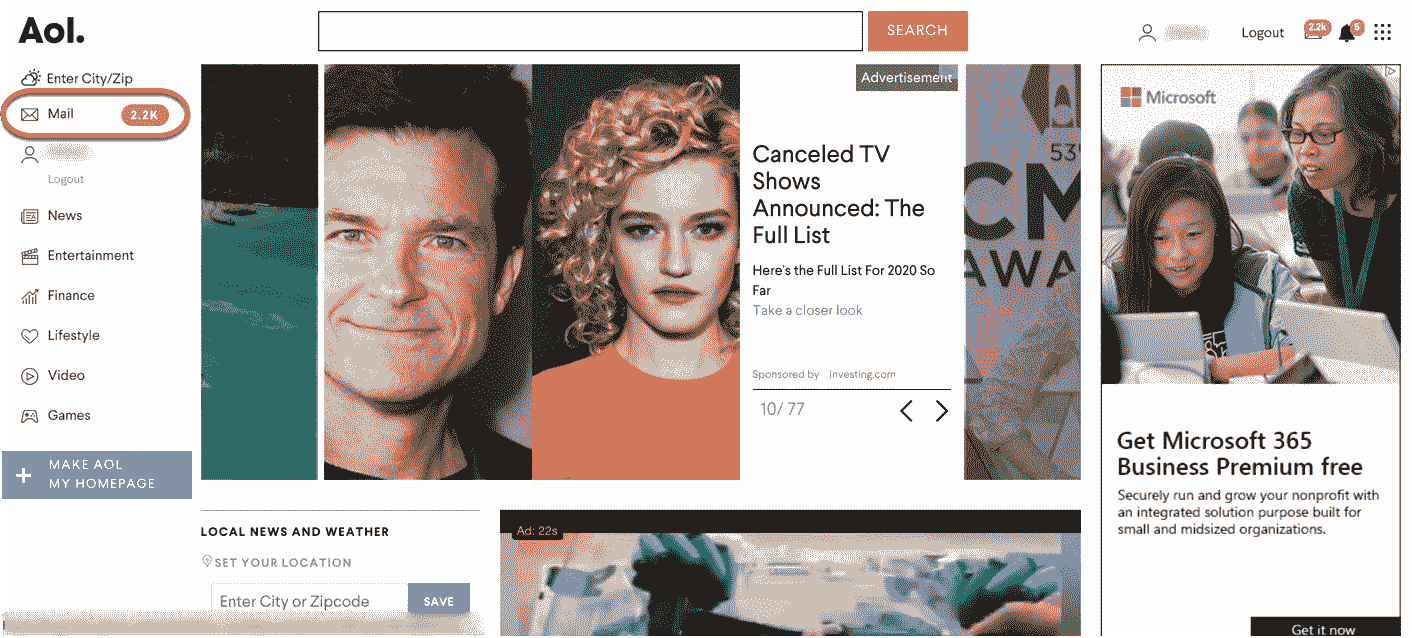 Aol.
SEARCH
Logout
2.2k
5
Enter City/Zip
Mail
2.2K
Logout
News
Entertainment
Finance
Lifestyle
Video
Games
MAKE AOL
MY HOMEPAGE
Advertisement
Canceled TV
Shows
Announced: The
Full List
Here's the Full List For 2020 So
Far
Take a closer look
Sponsored by Investing.com
10/ 77
53
CM
AWA
Microsoft
Get Microsoft 365
Business Premium free
Securely run and grow your nonprofit with
an integrated solution purpose built for
small and midsized organizations.
Get it now
LOCAL NEWS AND WEATHER
SET YOUR LOCATION
Enter City or Zipcode
SAVE
Ad: 22s